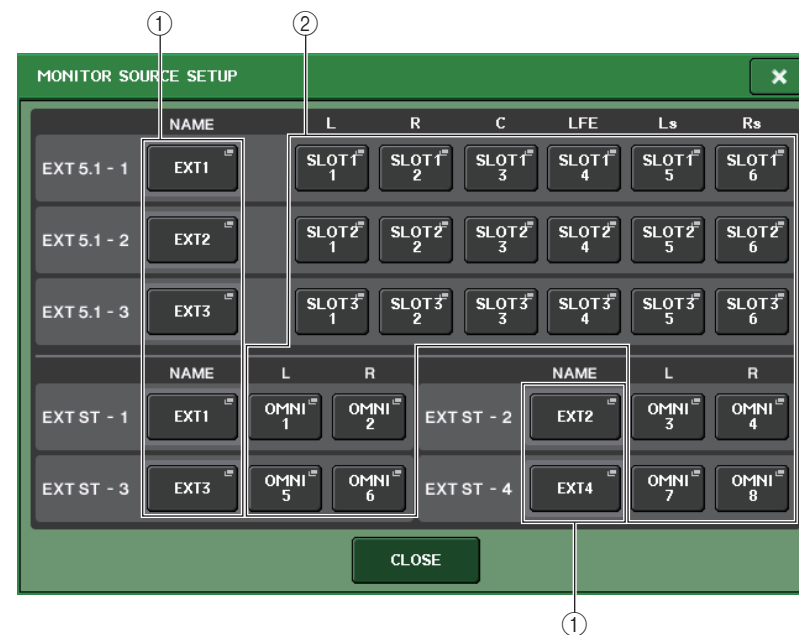 ① ②
MONITOR SOURCE SETUP
NAME L R C LFE Ls Rs
EXT 5.1 - 1 EXT1 SLOT1 1 SLOT1 2 SLOT1 3 SLOT1 4 SLOT1 5 SLOT1 6
EXT 5.1 - 2 EXT2 SLOT2 1 SLOT2 2 SLOT2 3 SLOT2 4 SLOT2 5 SLOT2 6
EXT 5.1 - 3 EXT3 SLOT3 1 SLOT3 2 SLOT3 3 SLOT3 4 SLOT3 5 SLOT3 6
NAME L R NAME L R
EXT ST - 1 EXT1 OMNI 1 OMNI 2 EXT ST - 2 EXT2 OMNI 3 OMNI 4
EXT ST - 3 EXT3 OMNI 5 OMNI 6 EXT ST - 4 EXT4 OMNI 7 OMNI 8
CLOSE
①